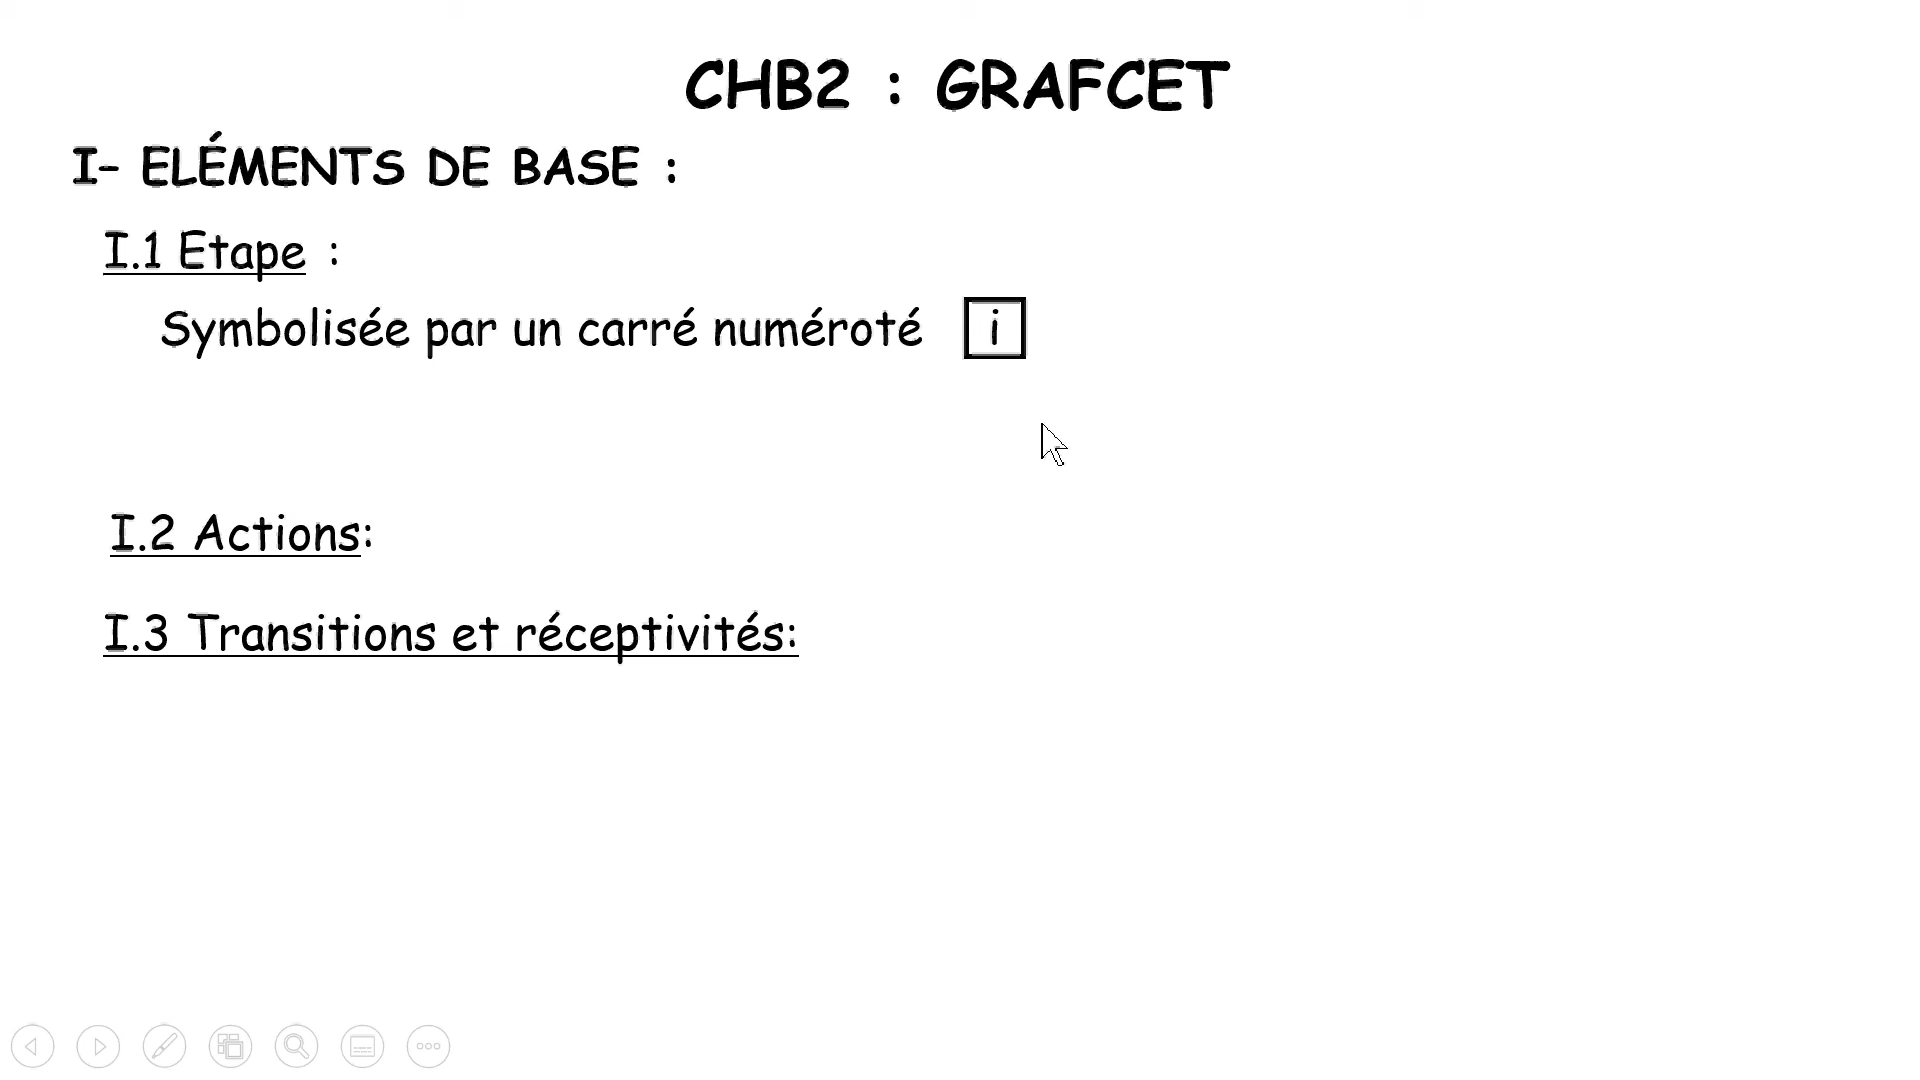 CHB2 : GRAFCET
I- ELÉMENTS DE BASE :
I.1 Etape :
Symbolisée par un carré numéroté i
I.2 Actions:
I.3 Transitions et réceptivités: